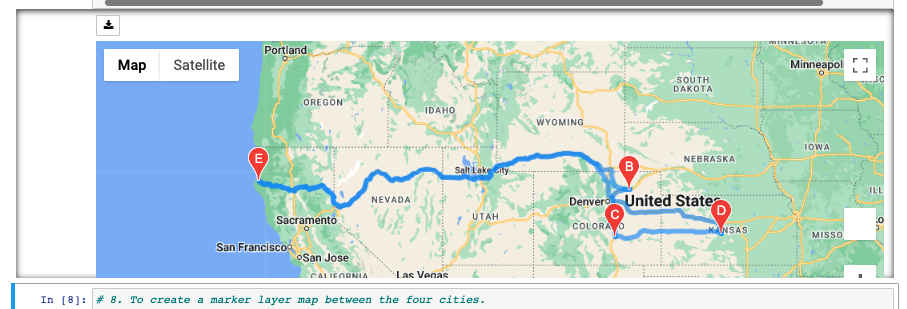 Map
Satellite
Portland
Minneapol
OREGON
IDAHO
SOUTH
DAKOTA
WYOMING
IOWA
E
B
NEBRASKA
Salt Lake City
NEVADA
Denver
United States
ILL
C
D
UTAH
COLORADO
KANSAS
MISSO
Sacramento
San Francisco
San Jose
CALIFORNIA
Las Vegas
In [8]: # 8. To create a marker layer map between the four cities.